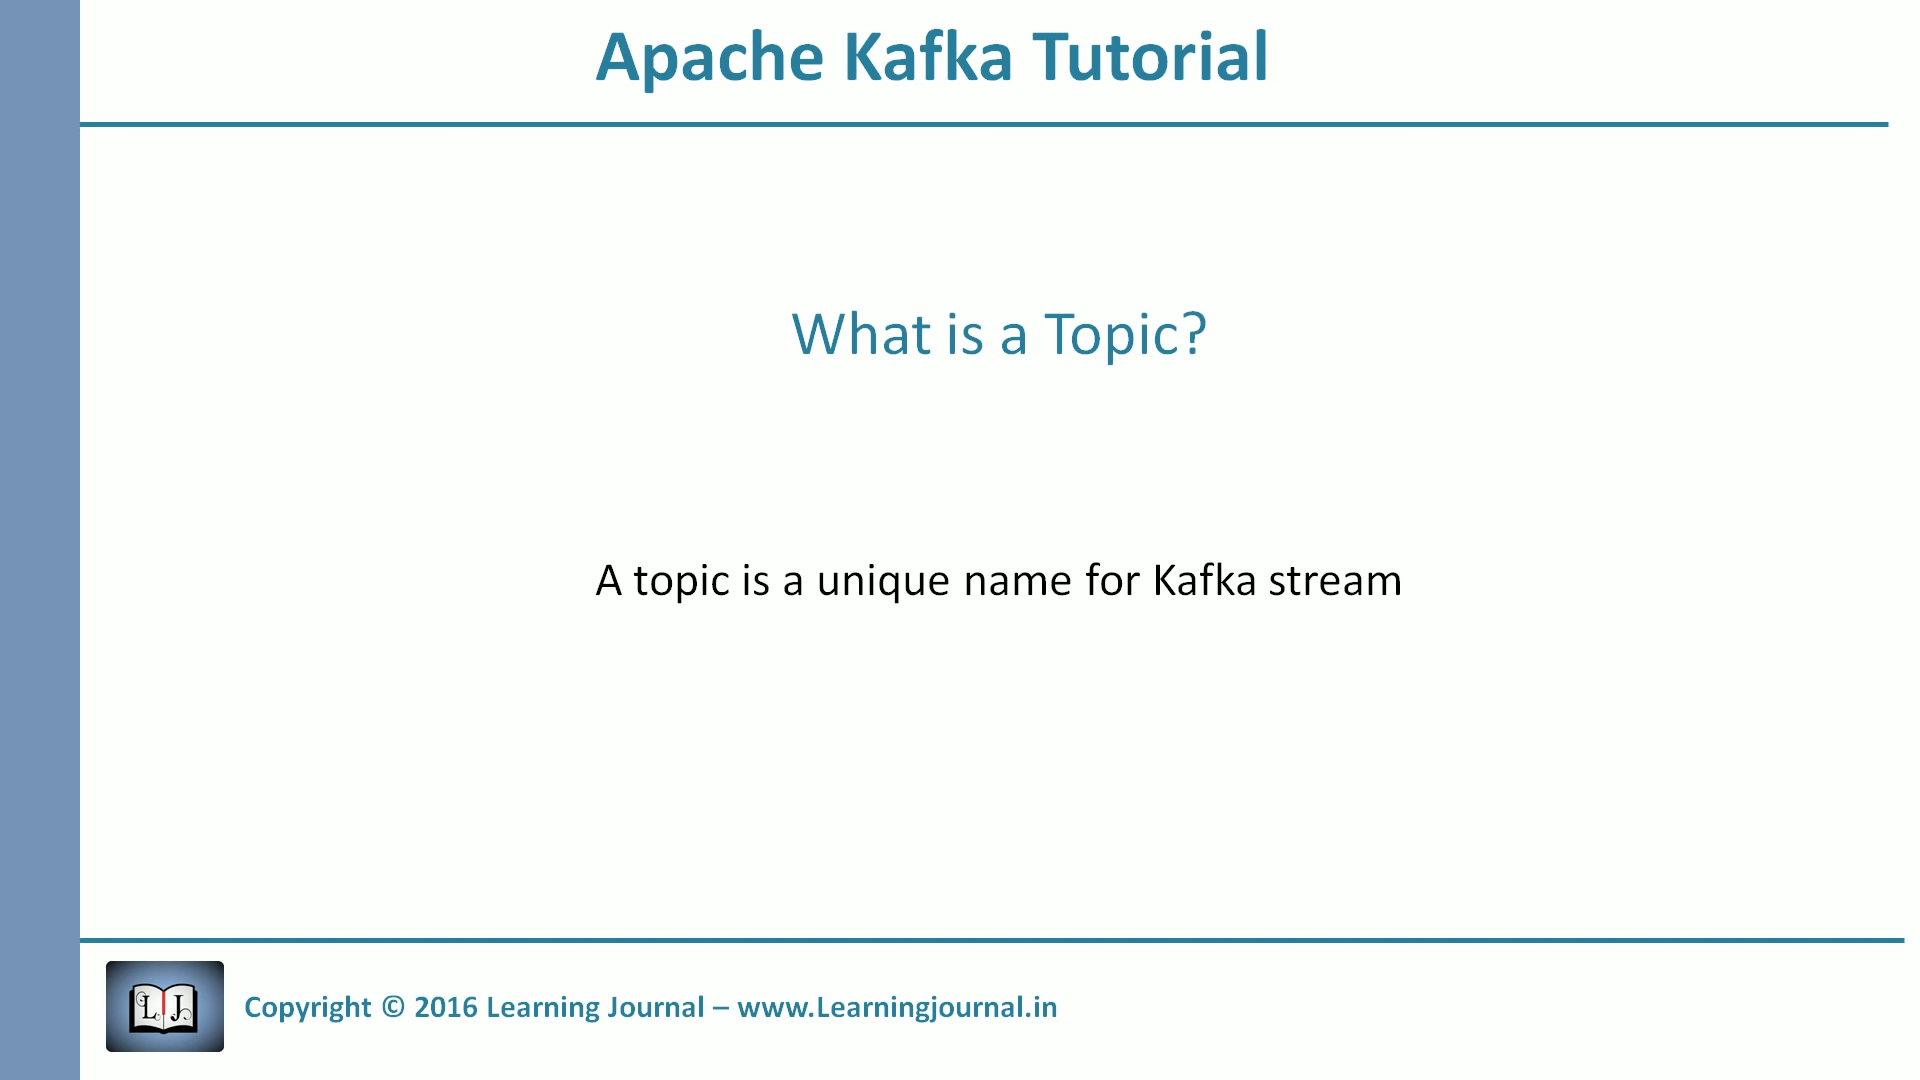 Apache Kafka Tutorial
What is a Topic?
A topic is a unique name for Kafka stream
L J
Copyright © 2016 Learning Journal – www.Learningjournal.in